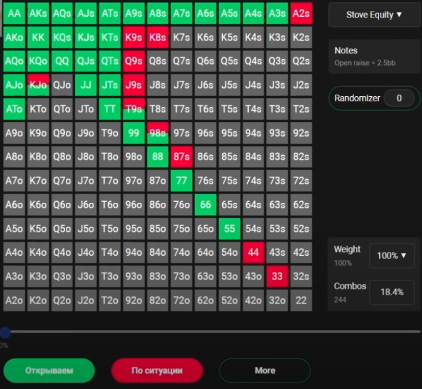 AA AKs AQs AJs ATs A9s A8s A7s A6s A5s A4s A3s A2s
AKo KK KQs KJs KTs K9s K8s K7s K6s K5s K4s K3s K2s
AQo KQo QQ QJs QTs Q9s Q8s Q7s Q6s Q5s Q4s Q3s Q2s
AJo KJo QJo JJ JTs J9s J8s J7s J6s J5s J4s J3s J2s
ATo KTo QTo JTo TT T9s T8s T7s T6s T5s T4s T3s T2s
A9o K9o Q9o J9o T9o 99 98s 97s 96s 95s 94s 93s 92s
A8o K8o Q8o J8o T8o 98o 88 87s 86s 85s 84s 83s 82s
A7o K7o Q7o J7o T7o 97o 87o 77 76s 75s 74s 73s 72s
A6o K6o Q6o J6o T6o 96o 86o 76o 66 65s 64s 63s 62s
A5o K5o Q5o J5o T5o 95o 85o 75o 65o 55 54s 53s 52s
A4o K4o Q4o J4o T4o 94o 84o 74o 64o 54o 44 43s 42s
A3o K3o Q3o J3o T3o 93o 83o 73o 63o 53o 43o 33 32s
A2o K2o Q2o J2o T2o 92o 82o 72o 62o 52o 42o 32o 22
Stove Equity ▼
Notes
Open raise = 2.5bb
Randomizer 0
Weight
100%
100% ▼
Combos
244
18.4%
0%
Открываем По ситуации More